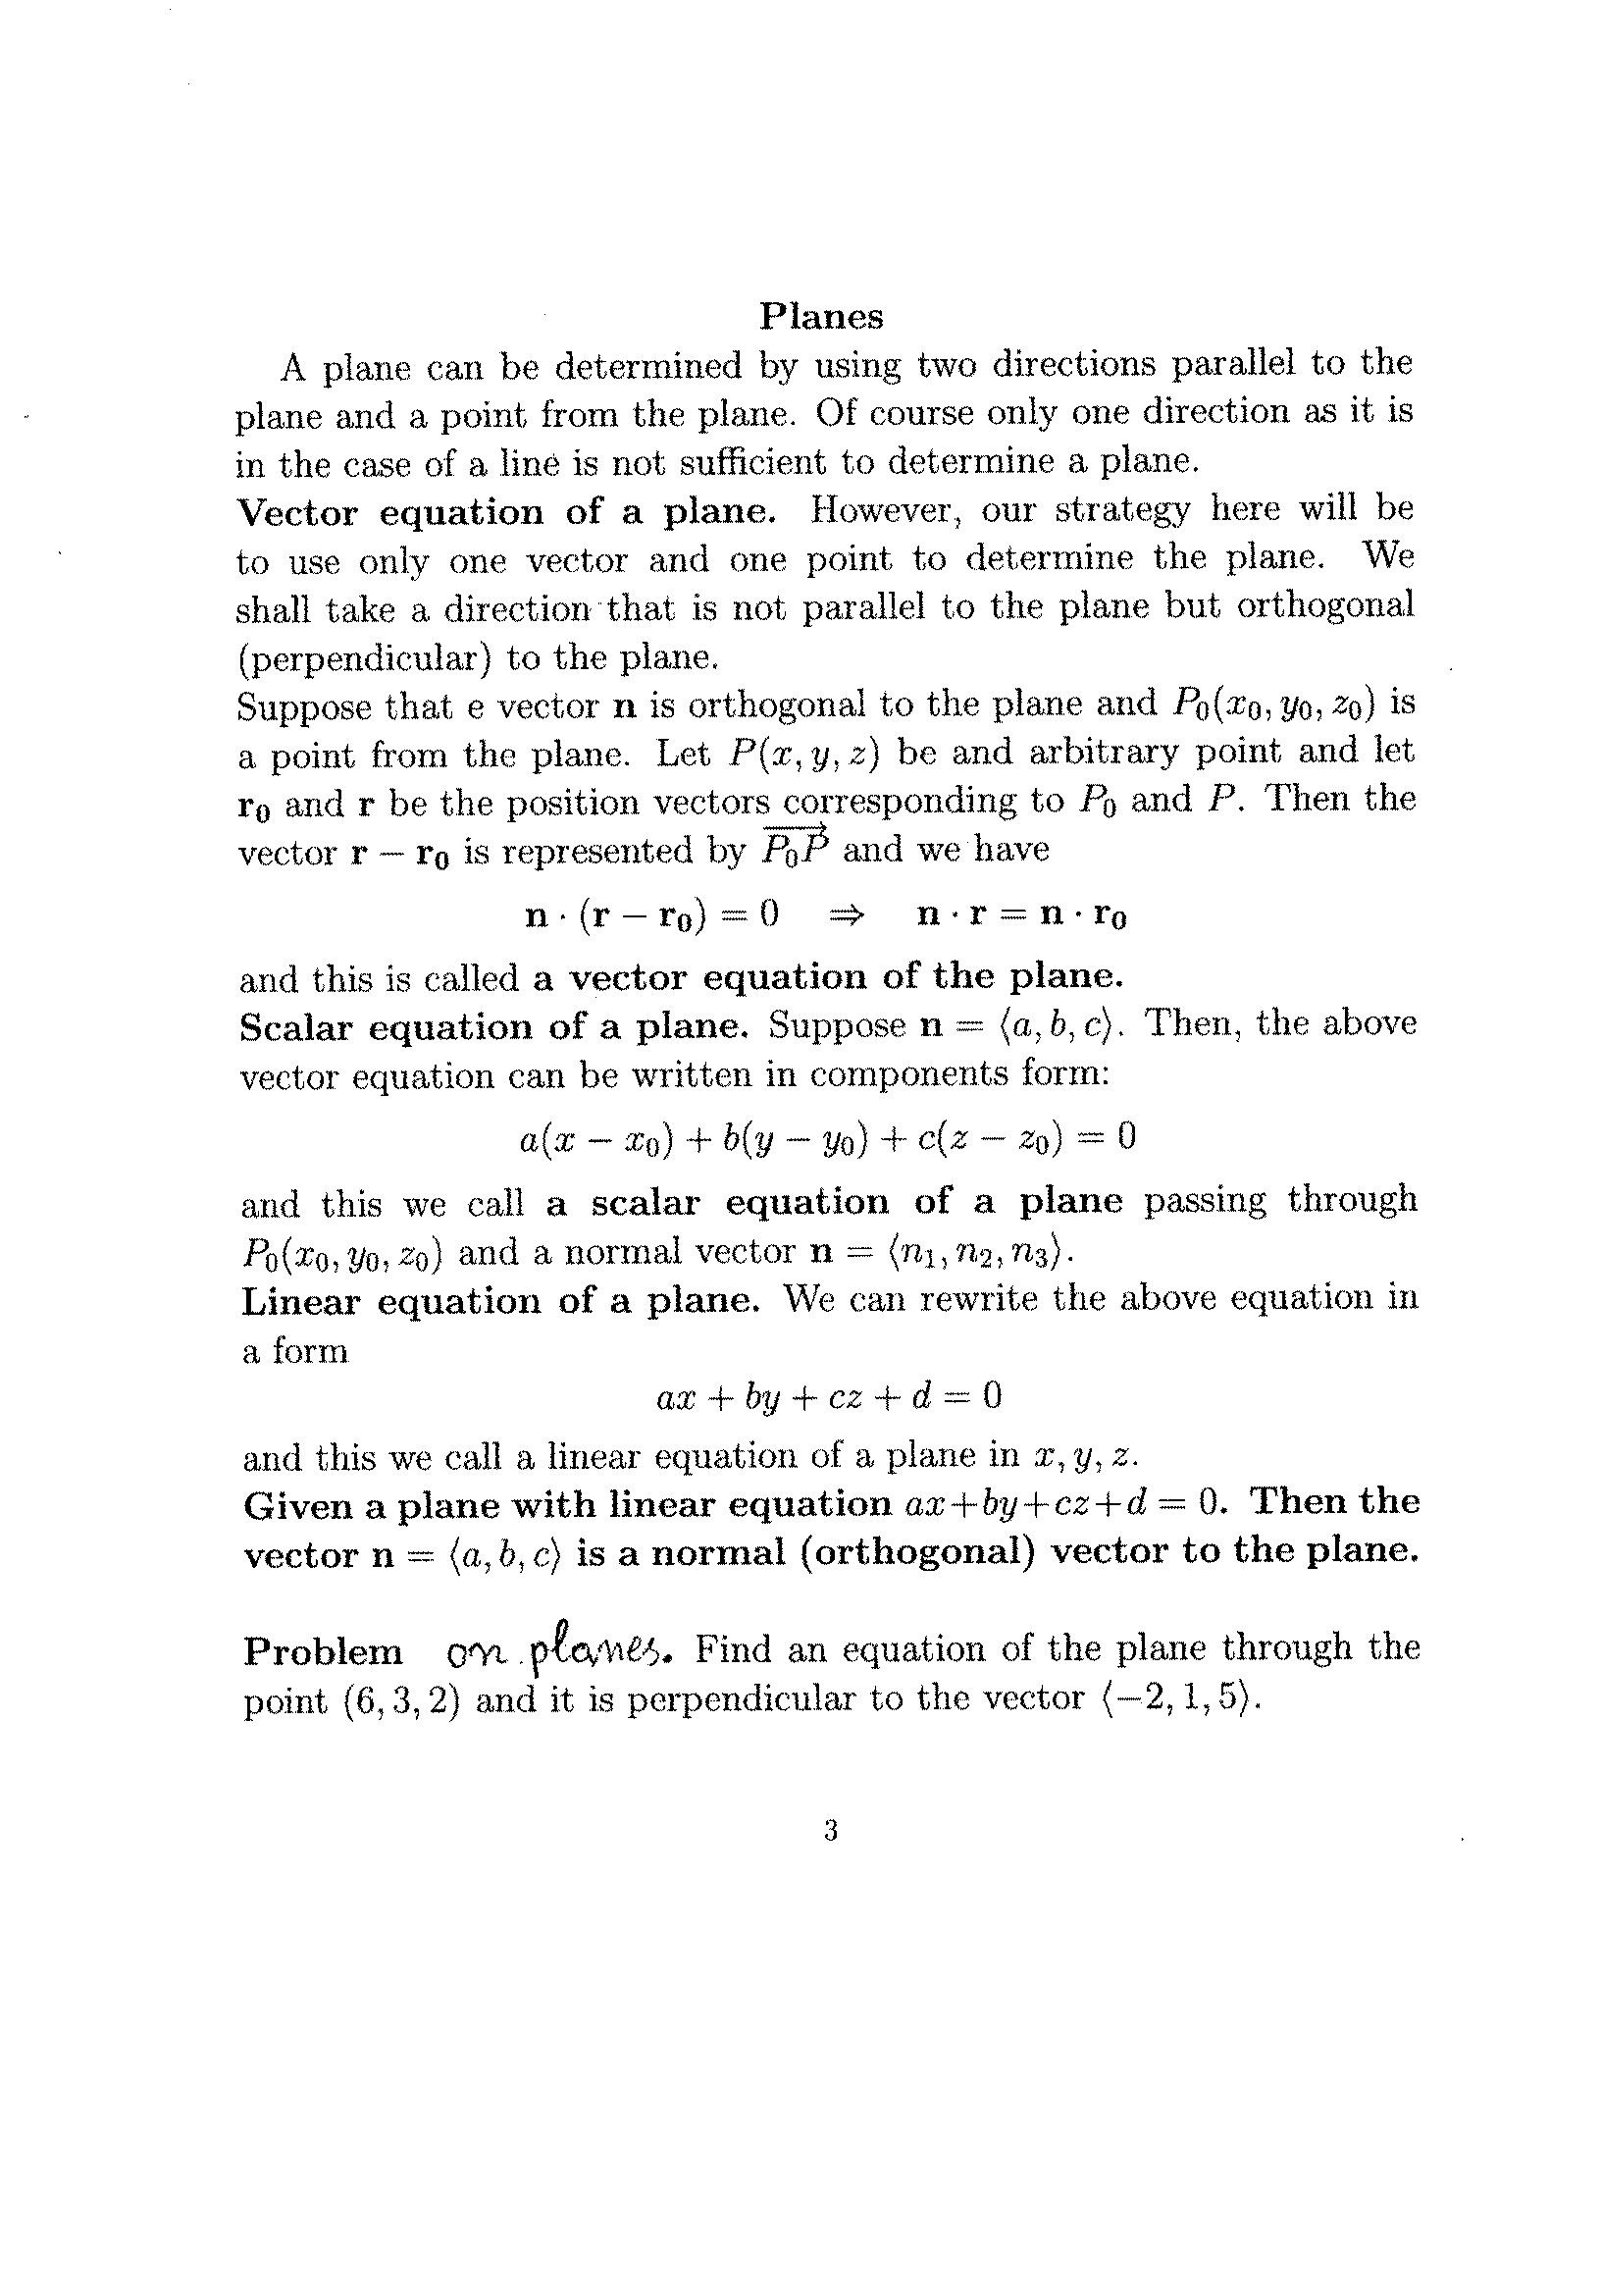 Planes
A plane can be determined by using two directions parallel to the
plane and a point from the plane. Of course only one direction as it is
in the case of a line is not sufficient to determine a plane.
Vector equation of a plane. However, our strategy here will be
to use only one vector and one point to determine the plane. We
shall take a direction that is not parallel to the plane but orthogonal
(perpendicular) to the plane.
Suppose that e vector n is orthogonal to the plane and P₀(x₀, y₀, z₀) is
a point from the plane. Let P(x, y, z) be and arbitrary point and let
r₀ and r be the position vectors corresponding to P₀ and P. Then the
vector r − r₀ is represented by \overrightarrow{P₀P} and we have
n · (r − r₀) = 0 ⇒ n · r = n · r₀
and this is called a vector equation of the plane.
Scalar equation of a plane. Suppose n = ⟨a, b, c⟩. Then, the above
vector equation can be written in components form:
a(x − x₀) + b(y − y₀) + c(z − z₀) = 0
and this we call a scalar equation of a plane passing through
P₀(x₀, y₀, z₀) and a normal vector n = ⟨n₁, n₂, n₃⟩.
Linear equation of a plane. We can rewrite the above equation in
a form
ax + by + cz + d = 0
and this we call a linear equation of a plane in x, y, z.
Given a plane with linear equation ax+by+cz+d = 0. Then the
vector n = ⟨a, b, c⟩ is a normal (orthogonal) vector to the plane.
Problem on planes. Find an equation of the plane through the
point (6, 3, 2) and it is perpendicular to the vector ⟨−2, 1, 5⟩.
3